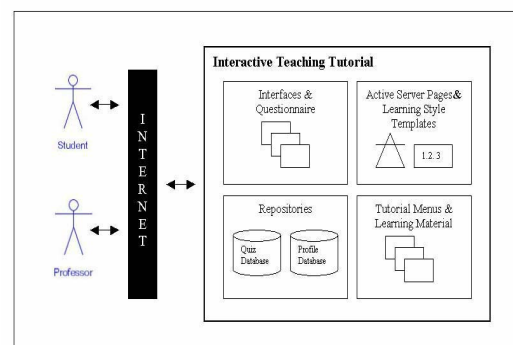 Interactive Teaching Tutorial
Student
Professor
INTERNET
Interfaces &
Questionnaire
Active Server Pages&
Learning Style
Templates
1.2.3
Repositories
Quiz
Database
Profile
Database
Tutorial Menus &
Learning Material